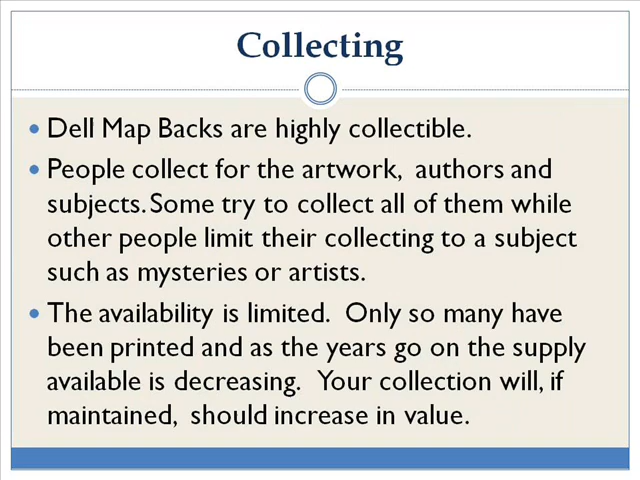 Collecting
Dell Map Backs are highly collectible.
People collect for the artwork, authors and
subjects. Some try to collect all of them while
other people limit their collecting to a subject
such as mysteries or artists.
The availability is limited. Only so many have
been printed and as the years go on the supply
available is decreasing. Your collection will, if
maintained, should increase in value.